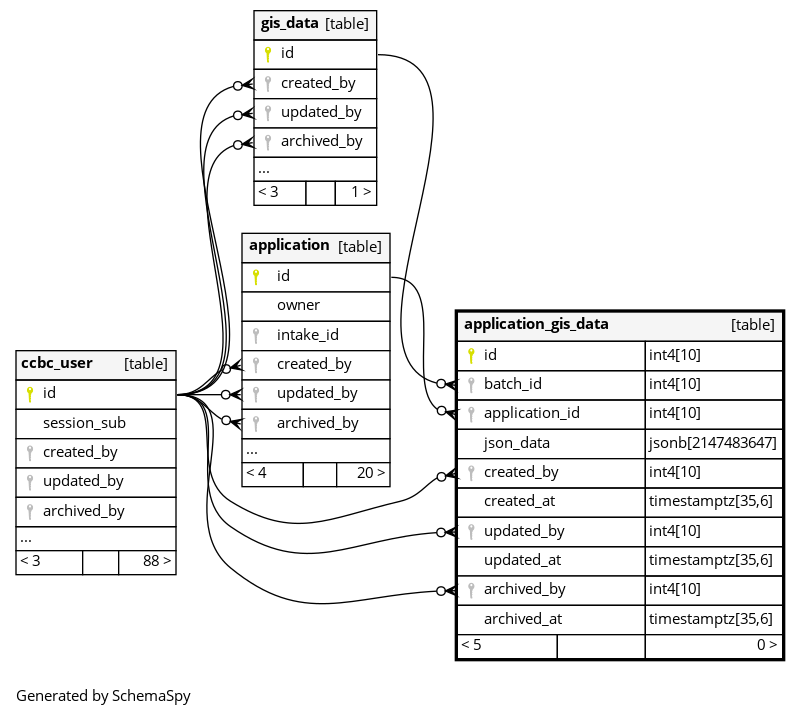 gis_data [table]
id
created_by
updated_by
archived_by
...
< 3 1 >
application [table]
id
owner
intake_id
created_by
updated_by
archived_by
...
< 4 20 >
ccbc_user [table]
id
session_sub
created_by
updated_by
archived_by
...
< 3 88 >
application_gis_data [table]
id int4[10]
batch_id int4[10]
application_id int4[10]
json_data jsonb[2147483647]
created_by int4[10]
created_at timestamptz[35,6]
updated_by int4[10]
updated_at timestamptz[35,6]
archived_by int4[10]
archived_at timestamptz[35,6]
< 5 0 >
Generated by SchemaSpy